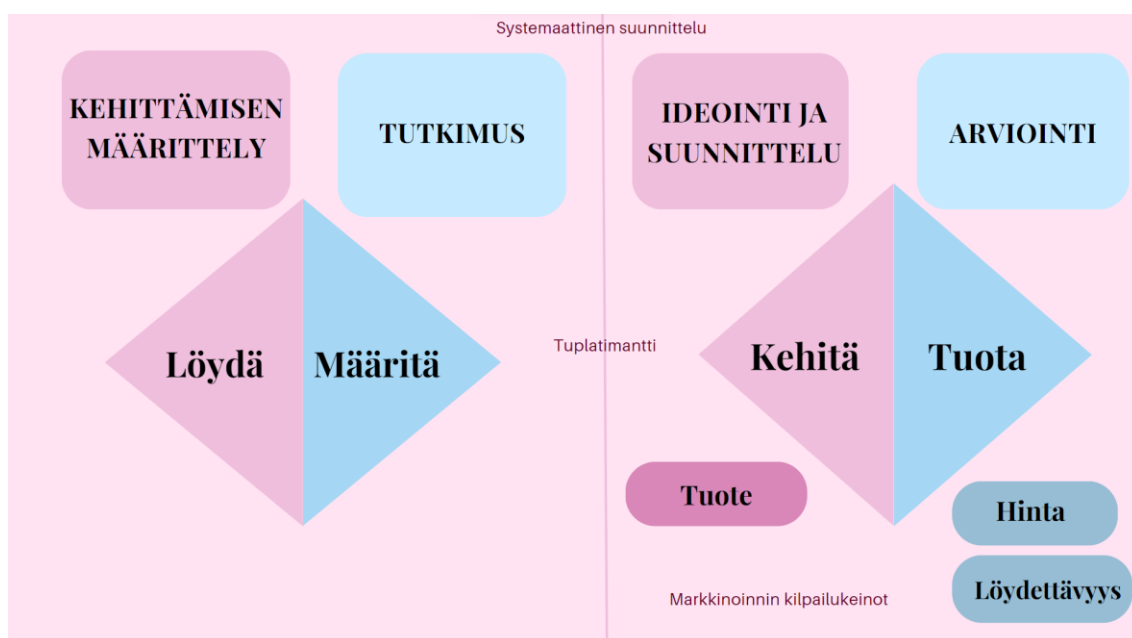 Systemaattinen suunnittelu
KEHITTÄMISEN
MÄÄRITTELY
TUTKIMUS
IDEOINTI JA
SUUNNITTELU
ARVIOINTI
Löydä
Määritä
Tuplatimantti
Kehitä
Tuota
Tuote
Hinta
Löydettävyys
Markkinoinnin kilpailukeinot